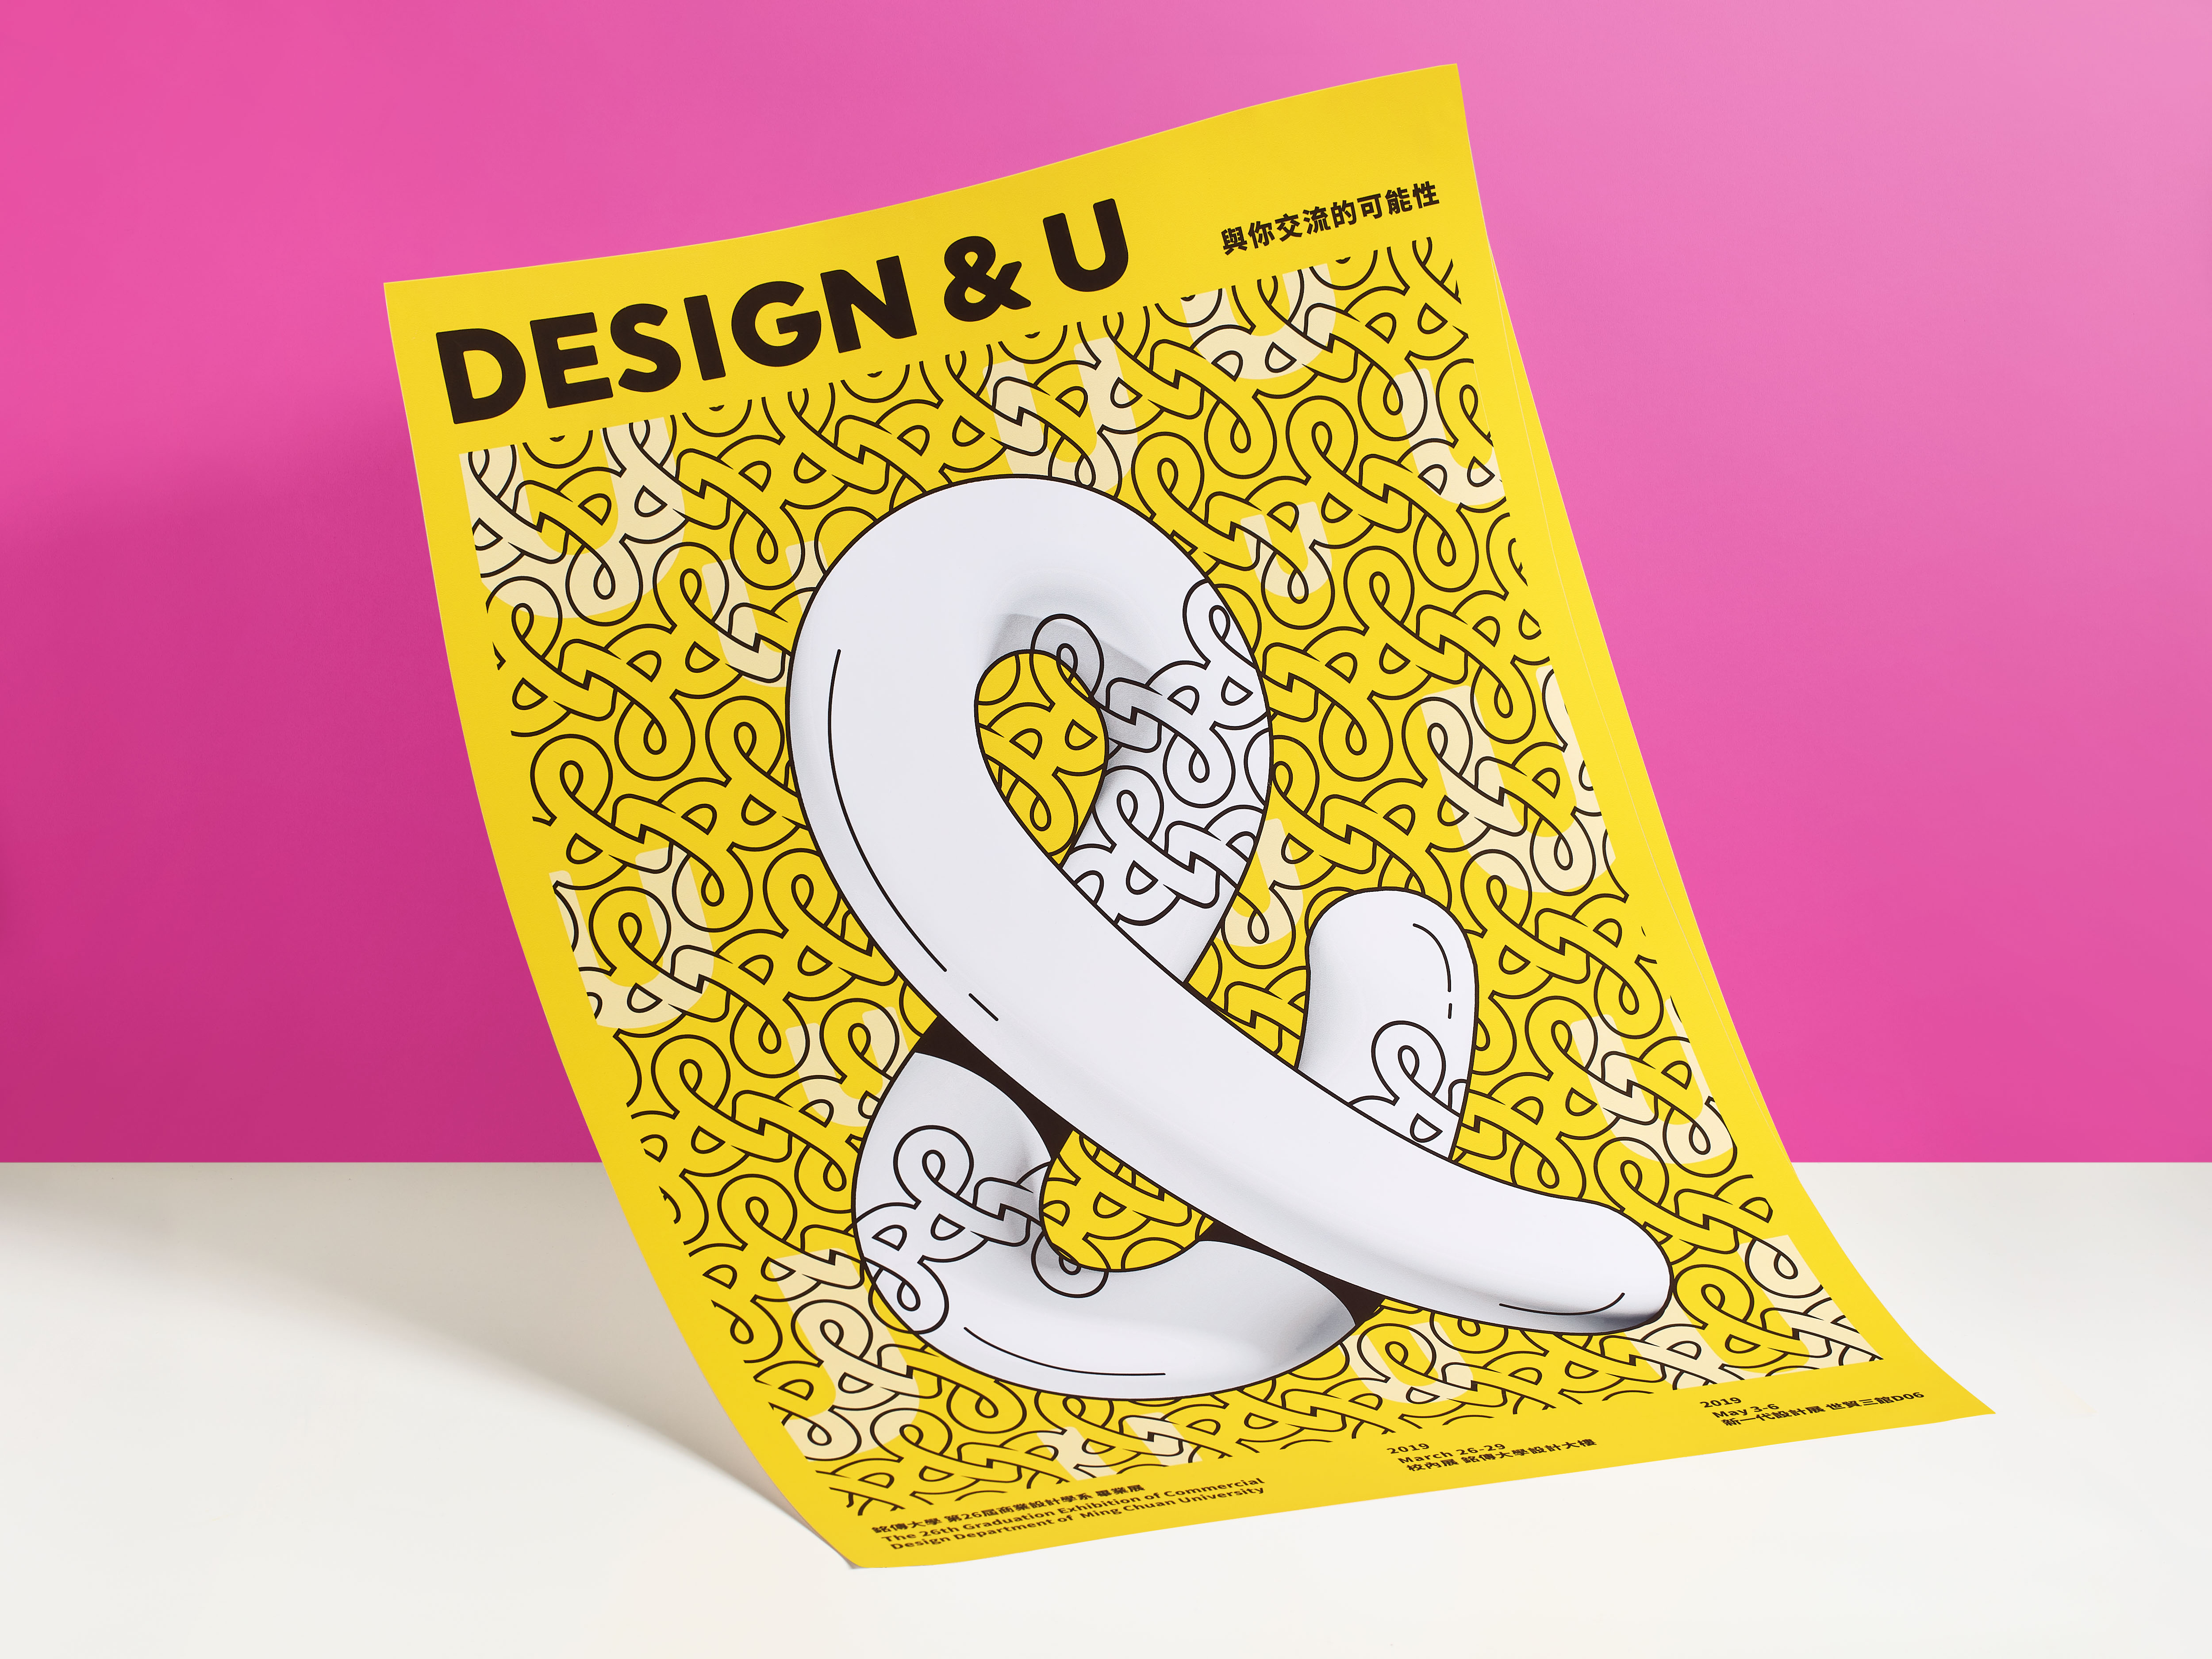 DESIGN & U
與你交流的可能性
銘傳大學 第26屆商業設計學系 畢業展
The 26th Graduation Exhibition of Commercial
Design Department of Ming Chuan University
2019
March 26-29
校內展 銘傳大學設計大樓
2019
May 3-6
新一代設計展 世貿三館D06